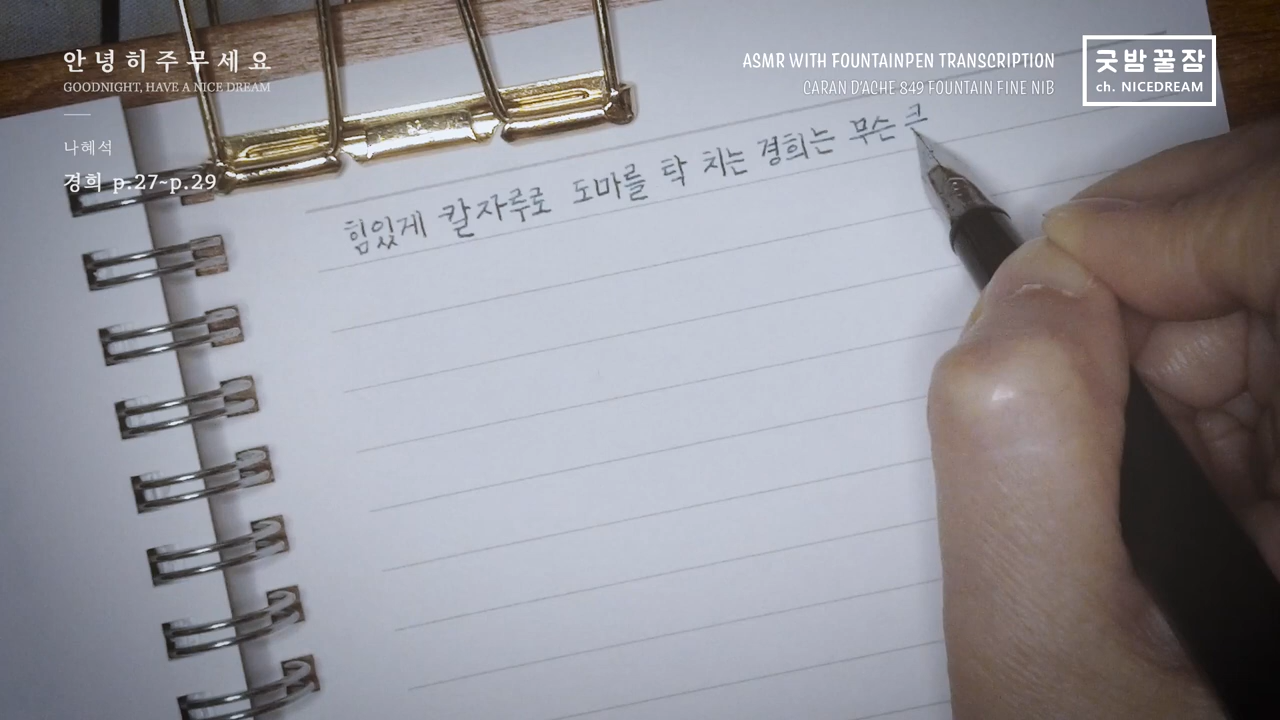 안녕히주무세요
GOODNIGHT, HAVE A NICE DREAM
나혜석
경희 p.27~p.29
ASMR WITH FOUNTAINPEN TRANSCRIPTION
CARAN D'ACHE 849 FOUNTAIN FINE NIB
굿밤꿀잠
ch. NICEDREAM
힘있게 칼자루로 도마를 탁 치는 경희는 무슨 크